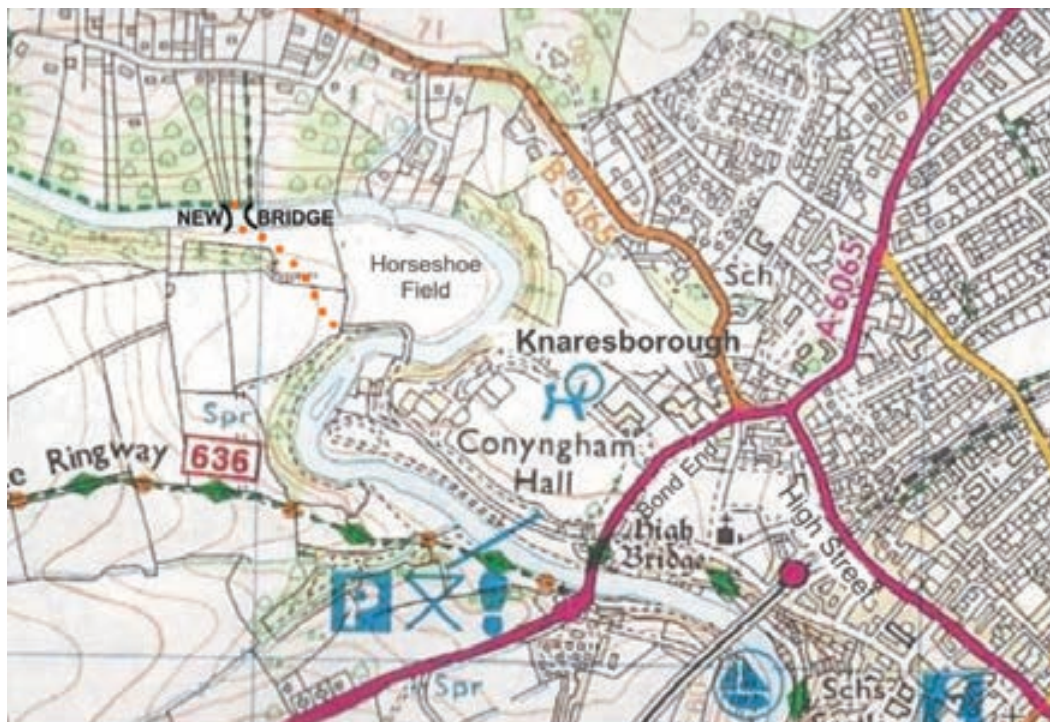 71
B 6165
NEW BRIDGE
Horseshoe
Field
Sch
A 6065
Knaresborough
Spr
Ringway
636
Conyngham
Hall
Bond End
High
Bridge
High Street
P
Spr
Schs